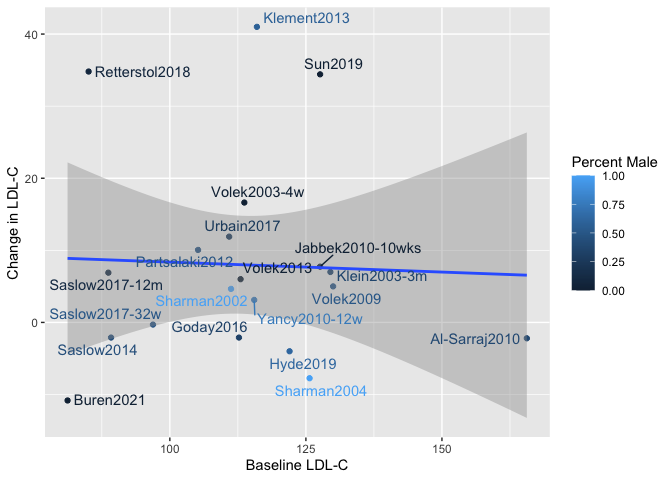 Klement2013
40
Sun2019
Retterstol2018
Percent Male
1.00
0.75
0.50
0.25
0.00
20
Volek2003-4w
Urbain2017
Jabbek2010-10wks
Partsalaki2012
Volek2013
Klein2003-3m
Saslow2017-12m
Sharman2002
Volek2009
Saslow2017-32w
Yancy2010-12w
0
Goday2016
Al-Sarraj2010
Saslow2014
Hyde2019
Sharman2004
Buren2021
Change in LDL-C
100
125
150
Baseline LDL-C